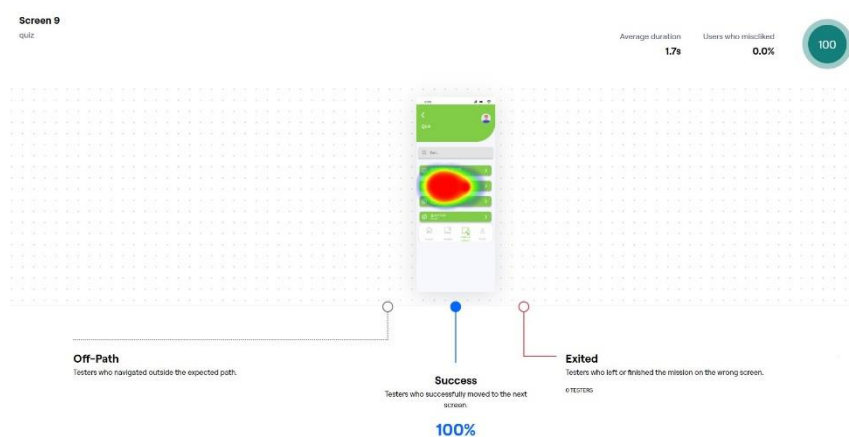 Screen 9
quiz
Average duration
Users who misclicked
1.7s
0.0%
100
Quiz
Off-Path
Testers who navigated outside the expected path.
Success
Testers who successfully moved to the next
screen.
100%
Exited
Testers who left or finished the mission on the wrong screen.
0 TESTERS